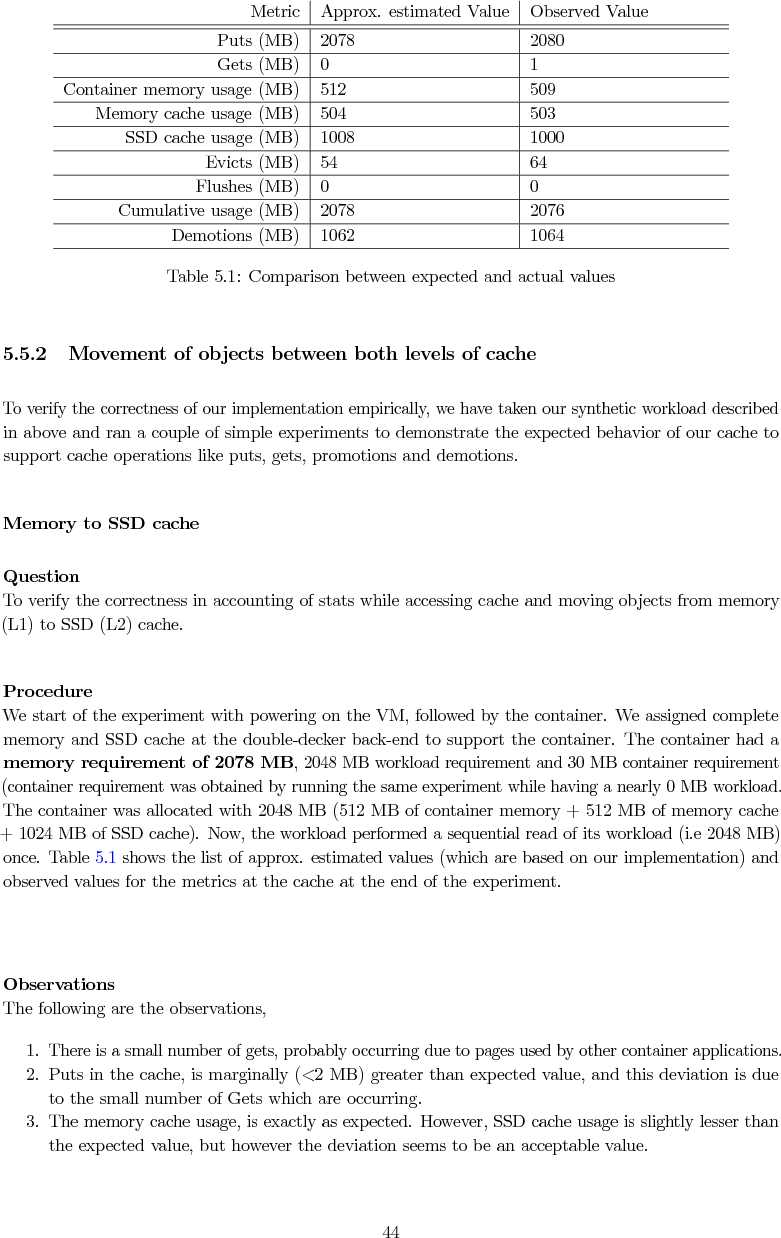 Metric Approx. estimated Value Observed Value
Puts (MB) 2078 2080
Gets (MB) 0 1
Container memory usage (MB) 512 509
Memory cache usage (MB) 504 503
SSD cache usage (MB) 1008 1000
Evicts (MB) 54 64
Flushes (MB) 0 0
Cumulative usage (MB) 2078 2076
Demotions (MB) 1062 1064
Table 5.1: Comparison between expected and actual values
5.5.2 Movement of objects between both levels of cache
To verify the correctness of our implementation empirically, we have taken our synthetic workload described
in above and ran a couple of simple experiments to demonstrate the expected behavior of our cache to
support cache operations like puts, gets, promotions and demotions.
Memory to SSD cache
Question
To verify the correctness in accounting of stats while accessing cache and moving objects from memory
(L1) to SSD (L2) cache.
Procedure
We start of the experiment with powering on the VM, followed by the container. We assigned complete
memory and SSD cache at the double-decker back-end to support the container. The container had a
memory requirement of 2078 MB, 2048 MB workload requirement and 30 MB container requirement
(container requirement was obtained by running the same experiment while having a nearly 0 MB workload.
The container was allocated with 2048 MB (512 MB of container memory + 512 MB of memory cache
+ 1024 MB of SSD cache). Now, the workload performed a sequential read of its workload (i.e 2048 MB)
once. Table 5.1 shows the list of approx. estimated values (which are based on our implementation) and
observed values for the metrics at the cache at the end of the experiment.
Observations
The following are the observations,
1. There is a small number of gets, probably occurring due to pages used by other container applications.
2. Puts in the cache, is marginally (<2 MB) greater than expected value, and this deviation is due
to the small number of Gets which are occurring.
3. The memory cache usage, is exactly as expected. However, SSD cache usage is slightly lesser than
the expected value, but however the deviation seems to be an acceptable value.
44